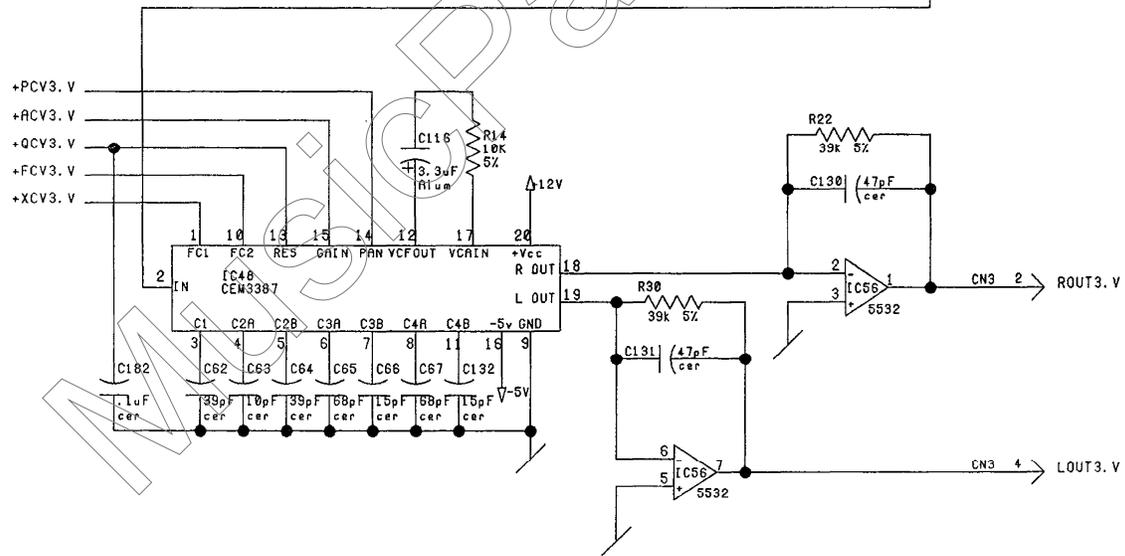 +PCV3.V
+ACV3.V
+QCV3.V
+FCV3.V
+XCV3.V
C116
3.3uF
Alum
R14
10K
5%
12V
R22
39k 5%
C130 47pF
cer
1 10 13 15 14 12 17 20
FC1 FC2 RES GAIN PAN VCFOUT VCAIN +Vcc
2 IN
IC48
CEM3387
R OUT 18
L OUT 19
C1 C2A C2B C3A C3B C4A C4B -5v GND
3 4 5 6 7 8 11 16 9
2 -
3 +
IC56 1
5532
CN3 2 ROUT3.V
R30
39k 5%
C131 47pF
cer
C182 C62 C63 C64 C65 C66 C67 C132
-5V
.1uF 39pF 10pF 39pF 68pF 15pF 68pF 15pF
cer cer cer cer cer cer cer cer
6 -
5 +
IC56 7
5532
CN3 4 LOUT3.V